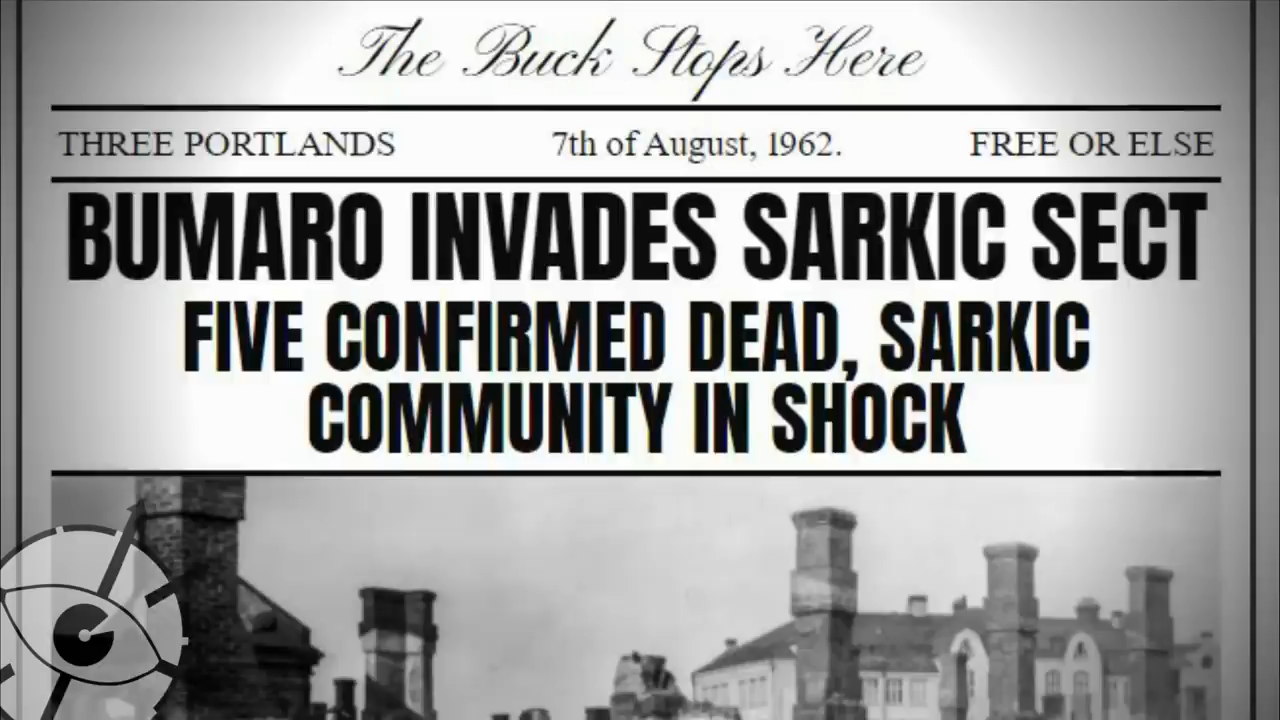 The Buck Stops Here
THREE PORTLANDS 7th of August, 1962. FREE OR ELSE
BUMARO INVADES SARKIC SECT
FIVE CONFIRMED DEAD, SARKIC
COMMUNITY IN SHOCK